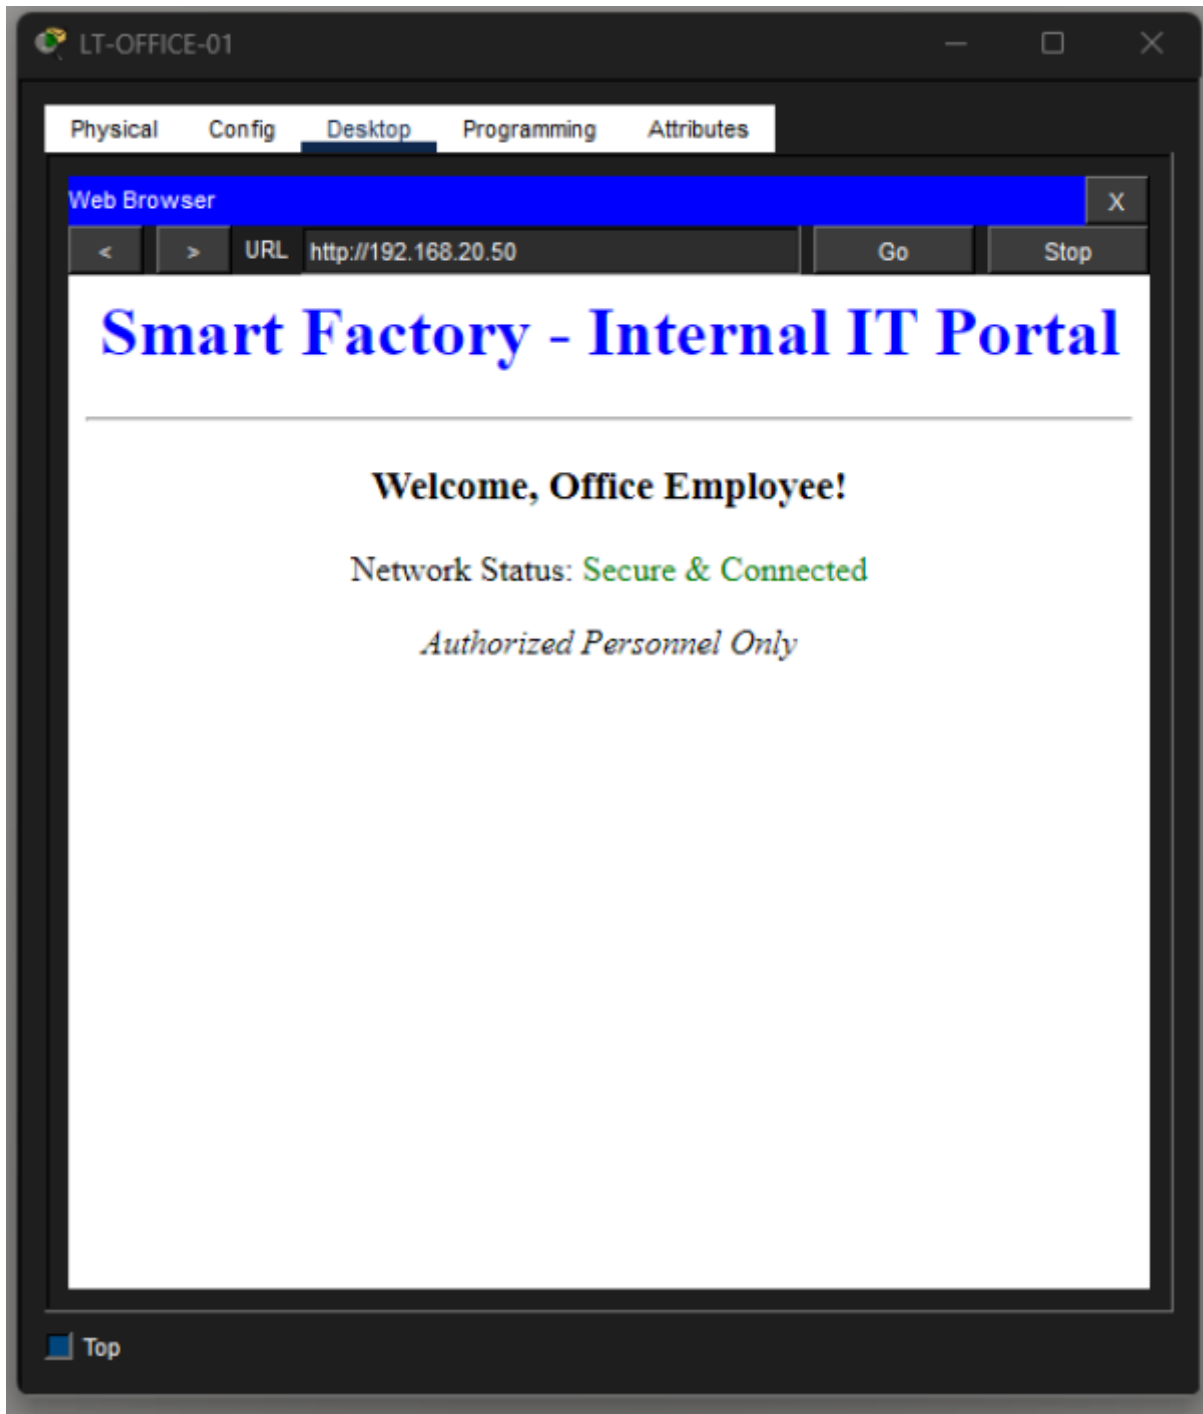 LT-OFFICE-01
Physical Config Desktop Programming Attributes
Web Browser X
< > URL http://192.168.20.50 Go Stop
Smart Factory - Internal IT Portal
Welcome, Office Employee!
Network Status: Secure & Connected
Authorized Personnel Only
Top